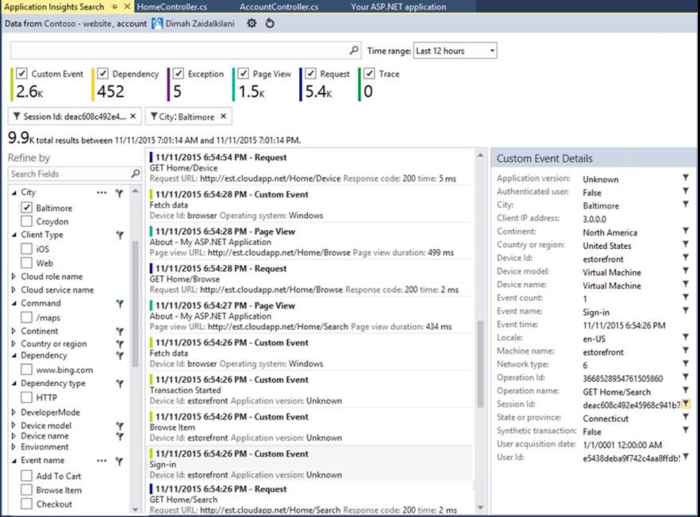 Application Insights Search
HomeController.cs
AccountController.cs
Your ASP.NET application
Data from Contoso - website, account Dimah Zaidalkilani
Time range: Last 12 hours
Custom Event
2.6K
Dependency
452
Exception
5
Page View
1.5K
Request
5.4K
Trace
0
Session Id: deac608c492e4...
City: Baltimore
9.9K total results between 11/11/2015 7:01:14 AM and 11/11/2015 7:01:14 PM.
Refine by
Search Fields
City
Baltimore
Croydon
Client Type
iOS
Web
Cloud role name
Cloud service name
Command
/maps
Continent
Country or region
Dependency
www.bing.com
Dependency type
HTTP
DeveloperMode
Device model
Device name
Environment
Event name
Add To Cart
Browse Item
Checkout
11/11/2015 6:54:54 PM - Request
GET Home/Device
Request URL: http://est.cloudapp.net/Home/Device Response code: 200 time: 5 ms
11/11/2015 6:54:28 PM - Custom Event
Fetch data
Device Id: browser Operating system: Windows
11/11/2015 6:54:28 PM - Page View
About - My ASP.NET Application
Page view URL: http://est.cloudapp.net/Home/Browse Page view duration: 499 ms
11/11/2015 6:54:28 PM - Request
GET Home/Browse
Request URL: http://est.cloudapp.net/Home/Browse Response code: 200 time: 2 ms
11/11/2015 6:54:27 PM - Page View
About - My ASP.NET Application
Page view URL: http://est.cloudapp.net/Home/Search Page view duration: 434 ms
11/11/2015 6:54:26 PM - Custom Event
Fetch data
Device Id: browser Operating system: Windows
11/11/2015 6:54:26 PM - Custom Event
Transaction Started
Device Id: estorefront Application version: Unknown
11/11/2015 6:54:26 PM - Custom Event
Browse Item
Device Id: estorefront Application version: Unknown
11/11/2015 6:54:26 PM - Custom Event
Sign-in
Device Id: estorefront Application version: Unknown
11/11/2015 6:54:26 PM - Request
GET Home/Search
Request URL: http://est.cloudapp.net/Home/Search Response code: 200 time: 2 ms
Custom Event Details
Application version: Unknown
Authenticated user: False
City: Baltimore
Client IP address: 3.0.0.0
Continent: North America
Country or region: United States
Device Id: estorefront
Device model: Virtual Machine
Device name: Virtual Machine
Event count: 1
Event name: Sign-in
Event time: 11/11/2015 6:54:26 PM
Locale: en-US
Machine name: estorefront
Network type: 6
Operation Id: 3668528954761505860
Operation name: GET Home/Search
Session Id: deac608c492e45968c941b7
State or province: Connecticut
Synthetic transaction: False
User acquisition date: 1/1/0001 12:00:00 AM
User Id: e5438deba9f742c4aa8ffdb!